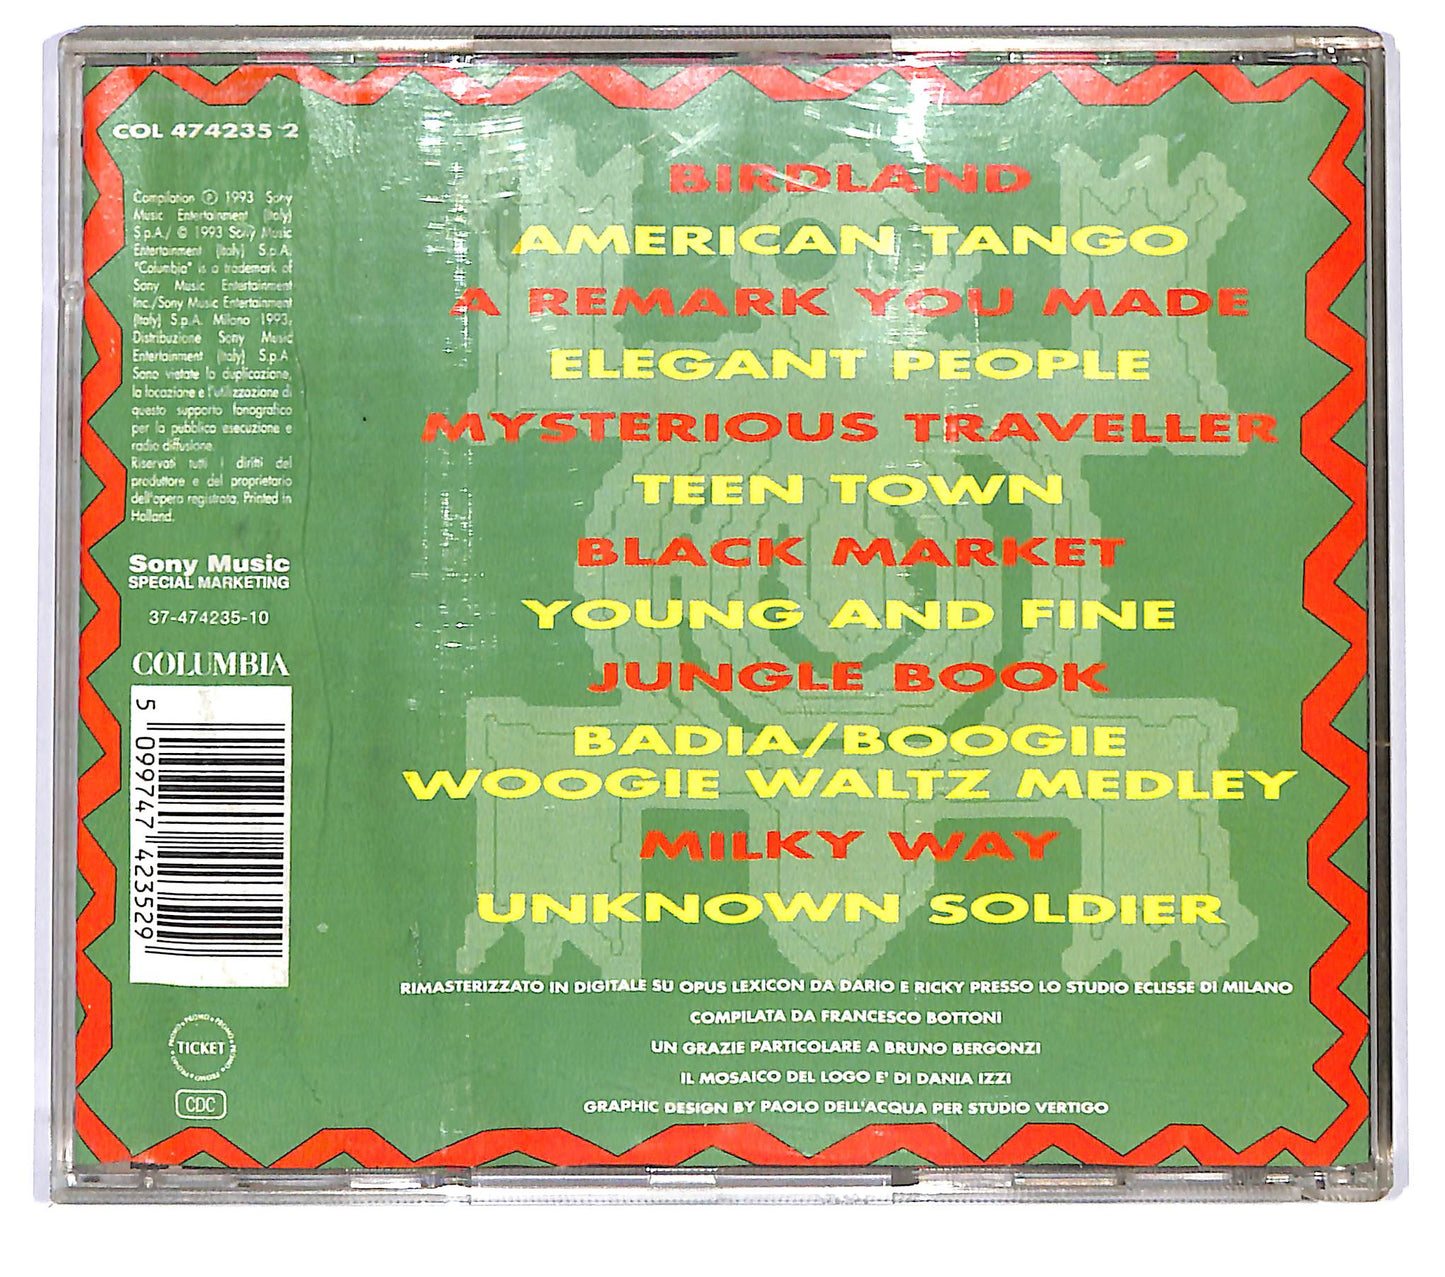 COL 474235 2
Compilation ℗ 1993 Sony
Music Entertainment (Italy)
S.p.A./ © 1993 Sony Music
Entertainment (Italy) S.p.A.
"Columbia" is a trademark of
Sony Music Entertainment
Inc./Sony Music Entertainment
(Italy) S.p.A. Milano 1993.
Distribuzione Sony Music
Entertainment (Italy) S.p.A.
Sono vietate la duplicazione,
la locazione e l'utilizzazione di
questo supporto fonografico
per la pubblica esecuzione e
radio diffusione.
Riservati tutti i diritti del
produttore e del proprietario
dell'opera registrata. Printed in
Holland.
Sony Music
SPECIAL MARKETING
37-474235-10
COLUMBIA
5 099747 423529
PROMO PROMO PROMO PROMO PROMO
TICKET
CDC
BIRDLAND
AMERICAN TANGO
A REMARK YOU MADE
ELEGANT PEOPLE
MYSTERIOUS TRAVELLER
TEEN TOWN
BLACK MARKET
YOUNG AND FINE
JUNGLE BOOK
BADIA/BOOGIE
WOOGIE WALTZ MEDLEY
MILKY WAY
UNKNOWN SOLDIER
RIMASTERIZZATO IN DIGITALE SU OPUS LEXICON DA DARIO E RICKY PRESSO LO STUDIO ECLISSE DI MILANO
COMPILATA DA FRANCESCO BOTTONI
UN GRAZIE PARTICOLARE A BRUNO BERGONZI
IL MOSAICO DEL LOGO E' DI DANIA IZZI
GRAPHIC DESIGN BY PAOLO DELL'ACQUA PER STUDIO VERTIGO